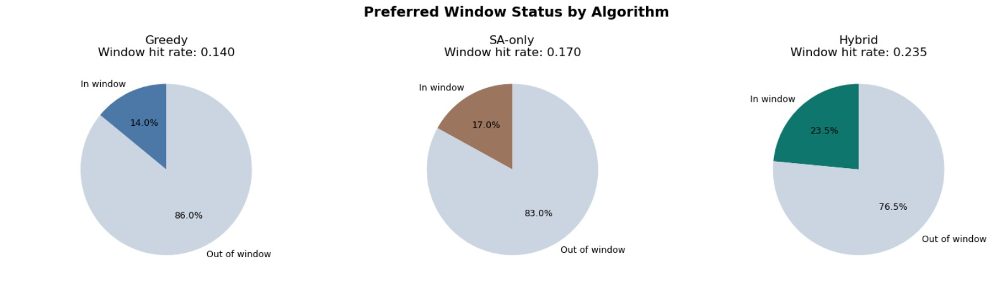 Preferred Window Status by Algorithm
Greedy
Window hit rate: 0.140
In window
14.0%
86.0%
Out of window
SA-only
Window hit rate: 0.170
In window
17.0%
83.0%
Out of window
Hybrid
Window hit rate: 0.235
In window
23.5%
76.5%
Out of window